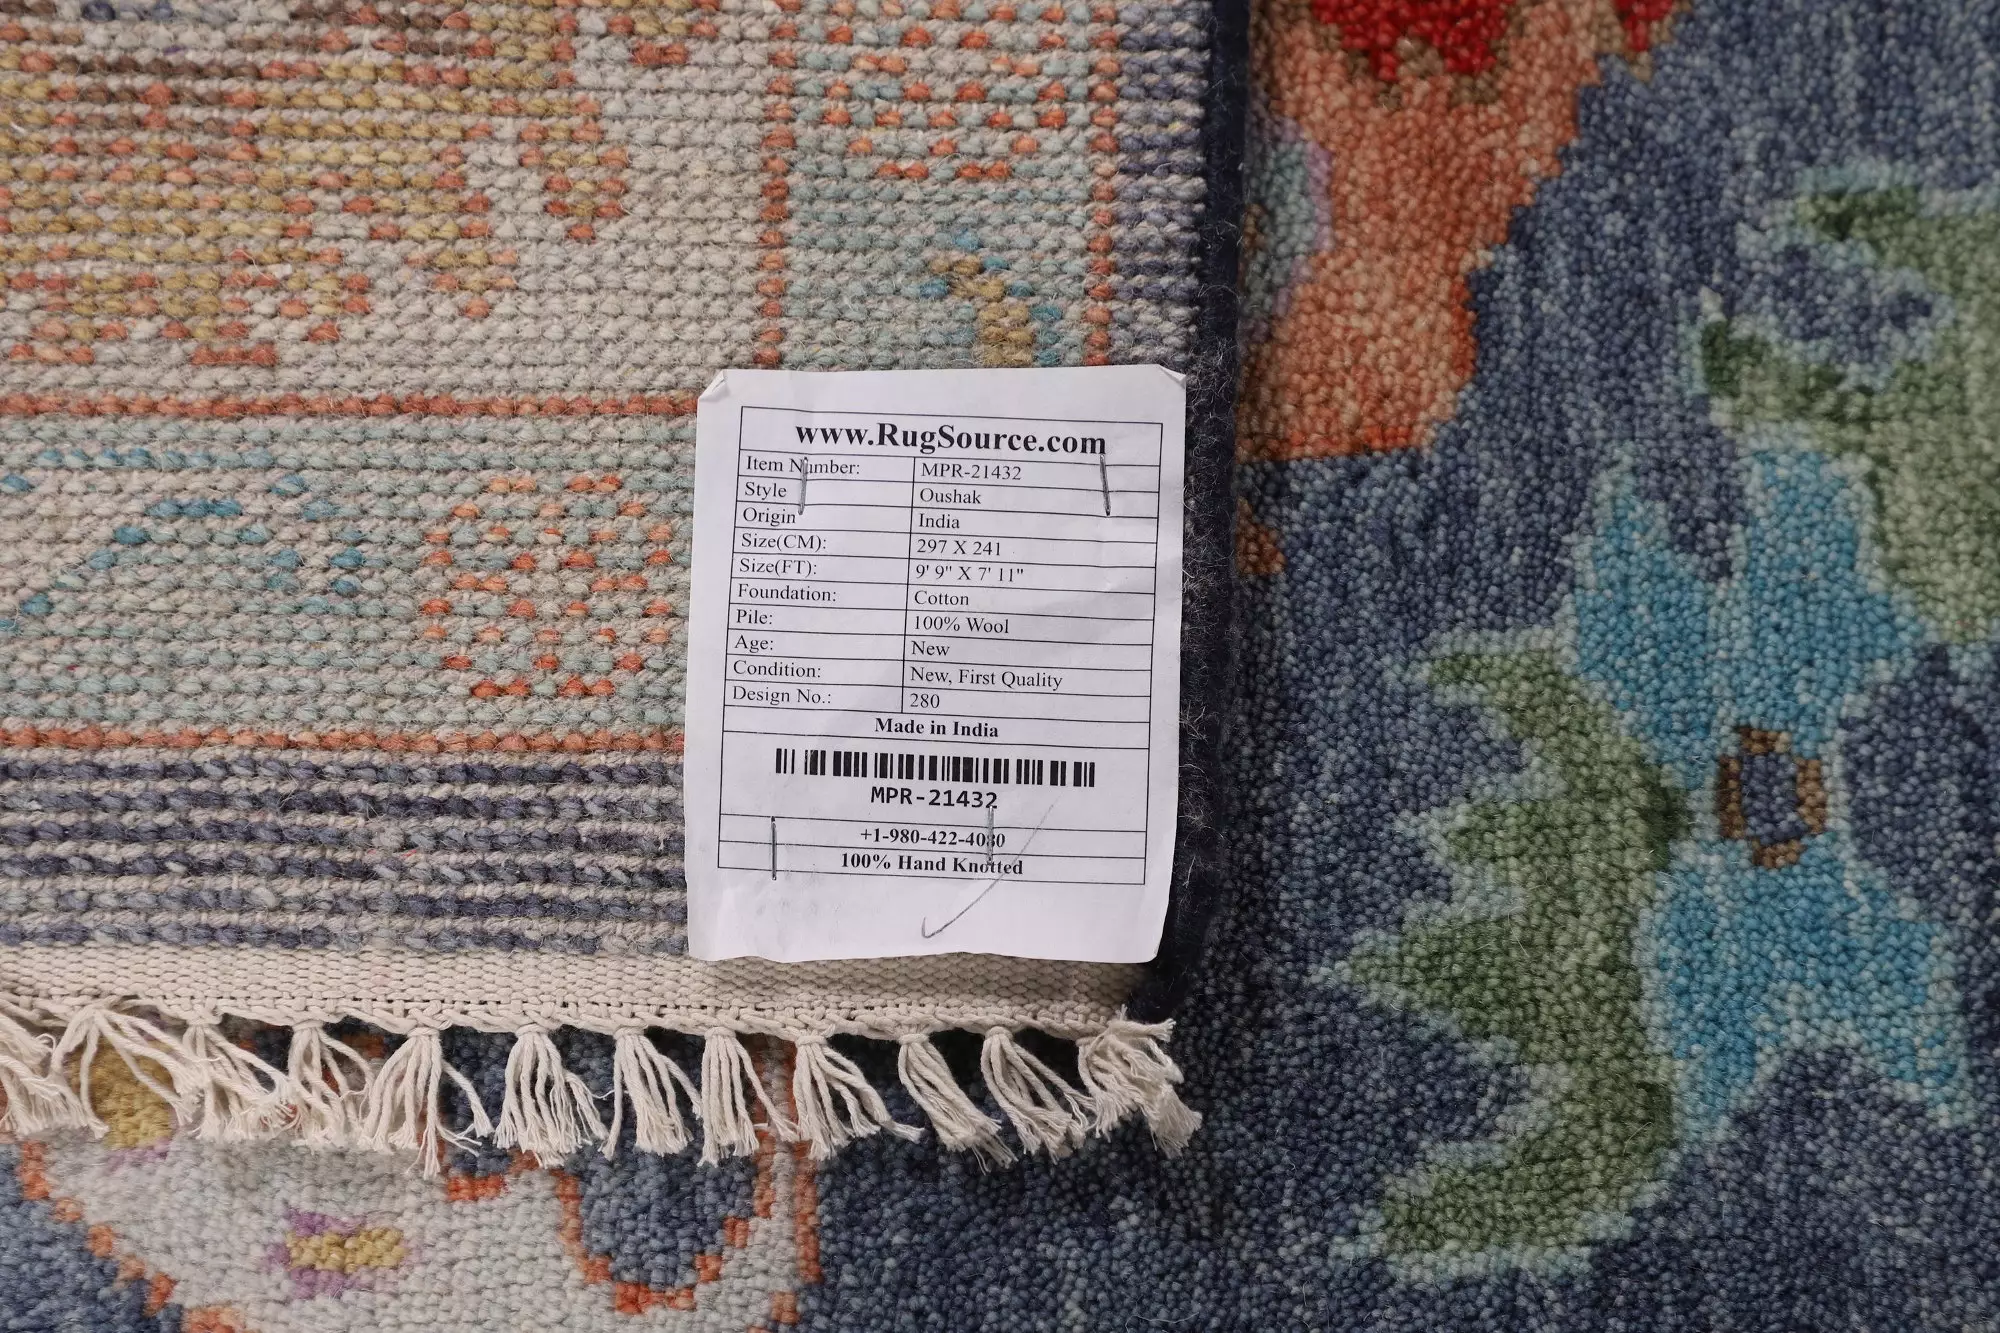 www.RugSource.com
Item Number: MPR-21432
Style Oushak
Origin India
Size(CM): 297 X 241
Size(FT): 9' 9" X 7' 11"
Foundation: Cotton
Pile: 100% Wool
Age: New
Condition: New, First Quality
Design No.: 280
Made in India
MPR-21432
+1-980-422-4080
100% Hand Knotted